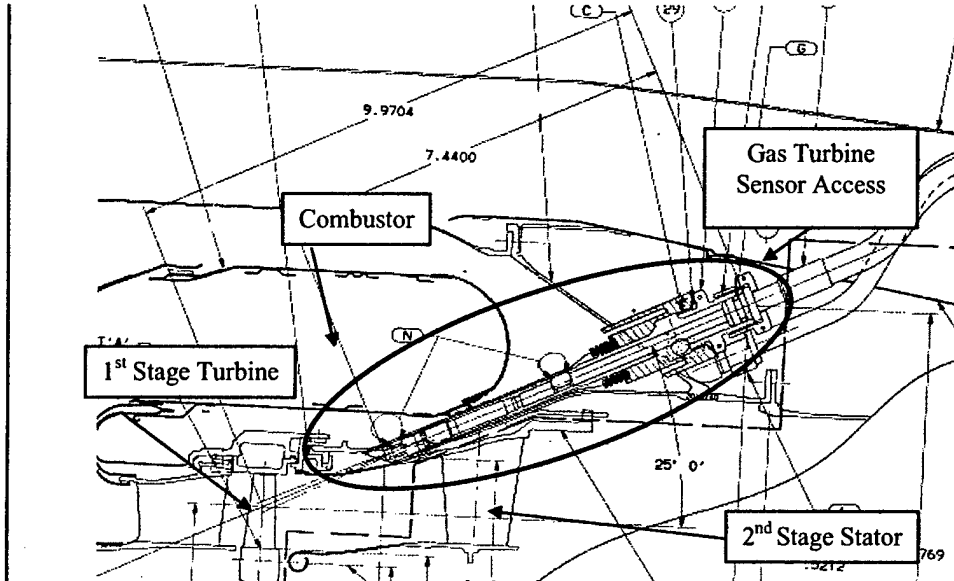 C
29
G
9.9704
7.4400
Gas Turbine
Sensor Access
Combustor
N
1st Stage Turbine
25° 0'
2nd Stage Stator
769
.5212